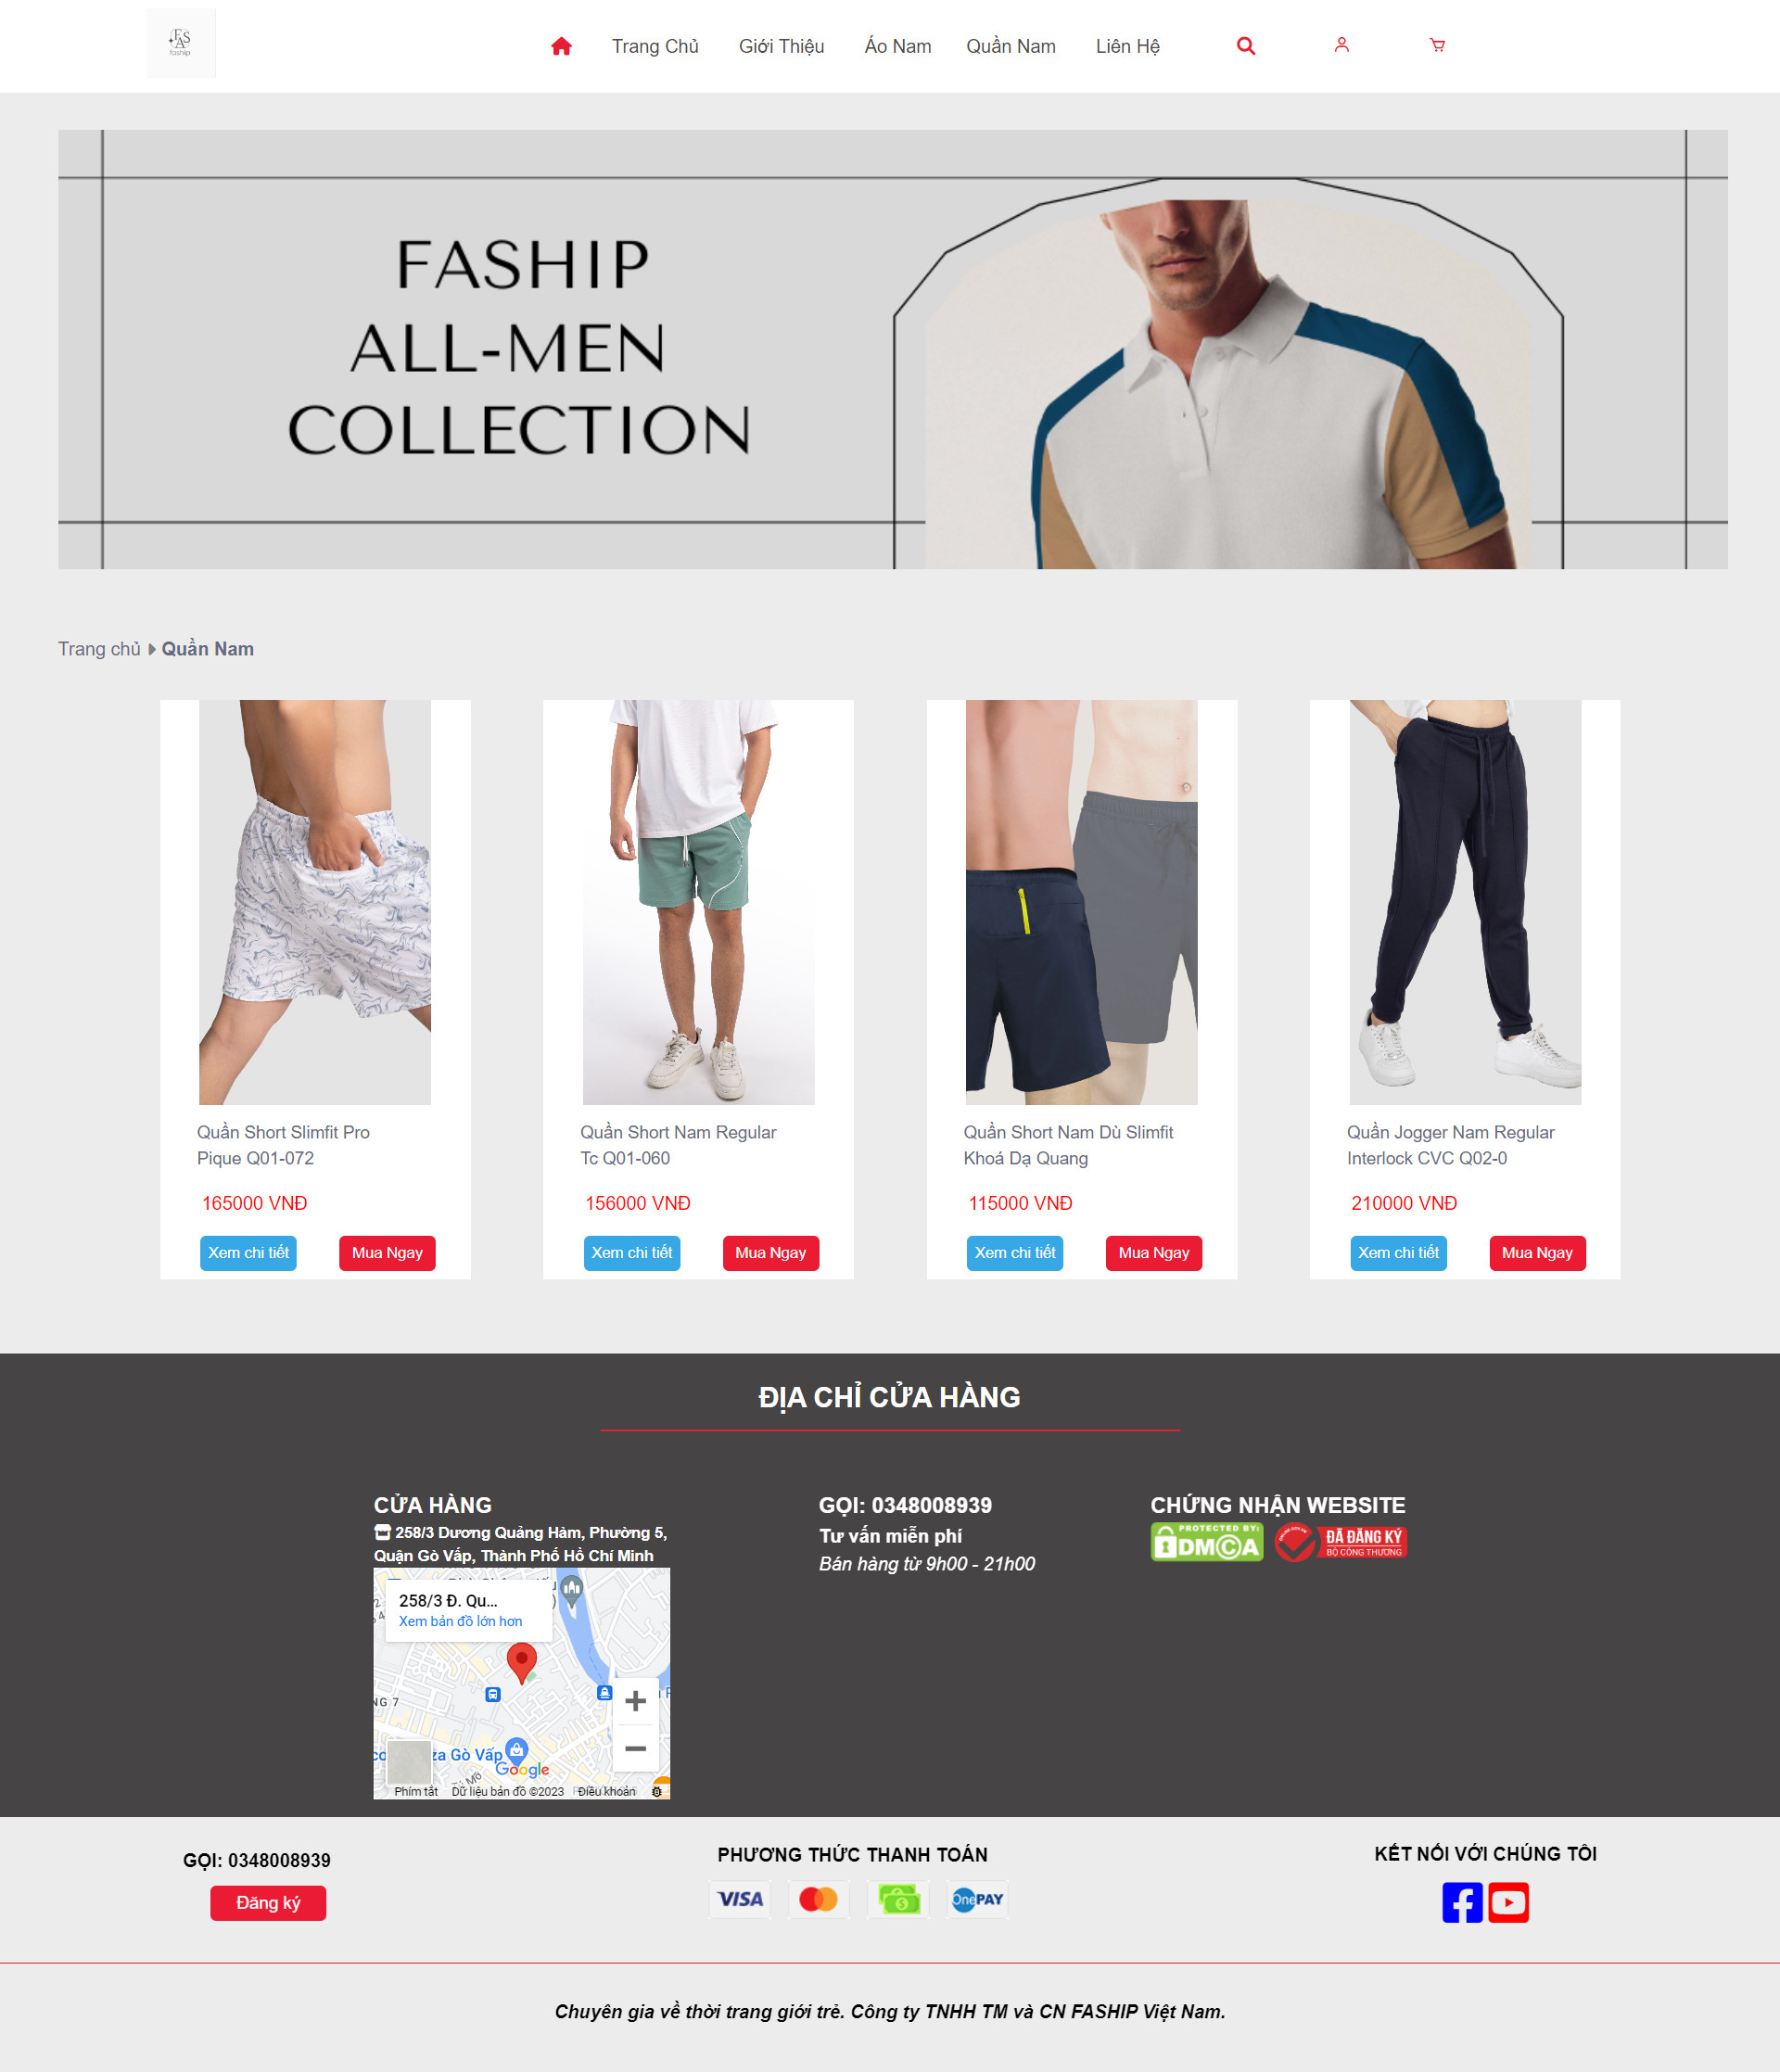 FAS
faship
Trang Chủ
Giới Thiệu
Áo Nam
Quần Nam
Liên Hệ
FASHIP
ALL-MEN
COLLECTION
Trang chủ
Quần Nam
Quần Short Slimfit Pro
Pique Q01-072
165000 VNĐ
Xem chi tiết
Mua Ngay
Quần Short Nam Regular
Tc Q01-060
156000 VNĐ
Xem chi tiết
Mua Ngay
Quần Short Nam Dù Slimfit
Khoá Dạ Quang
115000 VNĐ
Xem chi tiết
Mua Ngay
Quần Jogger Nam Regular
Interlock CVC Q02-0
210000 VNĐ
Xem chi tiết
Mua Ngay
ĐỊA CHỈ CỬA HÀNG
CỬA HÀNG
258/3 Dương Quảng Hàm, Phường 5,
Quận Gò Vấp, Thành Phố Hồ Chí Minh
258/3 Đ. Qu...
Xem bản đồ lớn hơn
NG 7
za Gò Vấp
Google
Phím tắt
Dữ liệu bản đồ ©2023
Điều khoản
GỌI: 0348008939
Tư vấn miễn phí
Bán hàng từ 9h00 - 21h00
CHỨNG NHẬN WEBSITE
PROTECTED BY:
DMCA
ĐÃ ĐĂNG KÝ
BỘ CÔNG THƯƠNG
GỌI: 0348008939
Đăng ký
PHƯƠNG THỨC THANH TOÁN
VISA
OnePAY
KẾT NỐI VỚI CHÚNG TÔI
Chuyên gia về thời trang giới trẻ. Công ty TNHH TM và CN FASHIP Việt Nam.